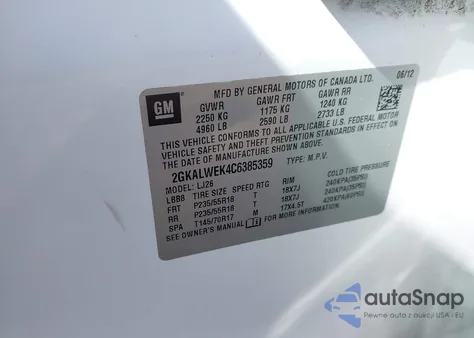 GM
MFD BY GENERAL MOTORS OF CANADA LTD. 06/12
GVWR GAWR FRT GAWR RR
2250 KG 1175 KG 1240 KG
4960 LB 2590 LB 2733 LB
THIS VEHICLE CONFORMS TO ALL APPLICABLE U.S. FEDERAL MOTOR
VEHICLE SAFETY, BUMPER, AND THEFT PREVENTION STANDARDS IN
EFFECT ON THE DATE OF MANUFACTURE SHOWN ABOVE.
2GKALWEK4C6385359 TYPE: M.P.V.
MODEL: LJ26
LBB8 TIRE SIZE SPEED RTG RIM COLD TIRE PRESSURE
FRT P235/55R18 T 18X7J 240KPA(35PSI)
RR P235/55R18 T 18X7J 240KPA(35PSI)
SPA T145/70R17 M 17X4.5T 420KPA(60PSI)
SEE OWNER'S MANUAL FOR ADDITIONAL INFORMATION.
autoSnap
Pewne auta z aukcji USA i EU